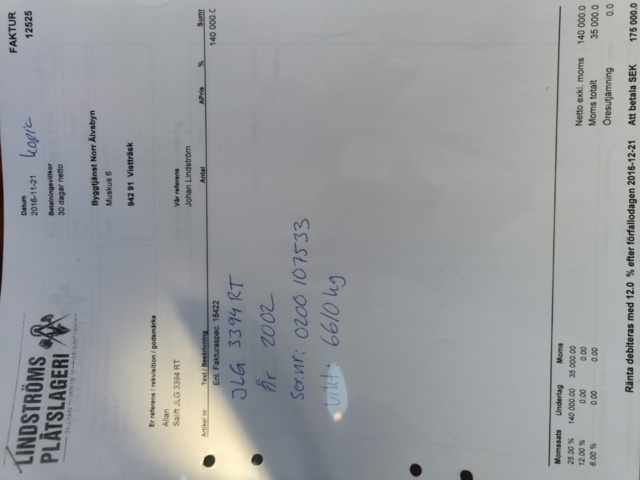 LINDSTRÖMS
PLÅTSLAGERI
FAKTUR
12525
Datum
2016-11-21 kopia
Betalningsvillkor
30 dagar netto
Byggtjänst Norr Älvsbyn
Muskus 6
942 91 Vistträsk
Er referens / rekvisition / godsmärke
Allan
Salift JLG 3394 RT
Vår referens
Johan Lindström
Artikel nr Text / Beskrivning Antal APris % Sumr
Enl. Fakturaspec. 18422 140 000.0
JLG 3394 RT
År 2002
Ser.nr: 0200 107533
Vikt: 6610 kg
Momssats Underlag Moms
25.00 % 140 000.00 35 000.00
12.00 % 0.00 0.00
6.00 % 0.00 0.00
Netto exkl. moms 140 000.0
Moms totalt 35 000.0
Öresutjämning 0.0
Ränta debiteras med 12.0 % efter förfallodagen 2016-12-21 Att betala SEK 175 000.0